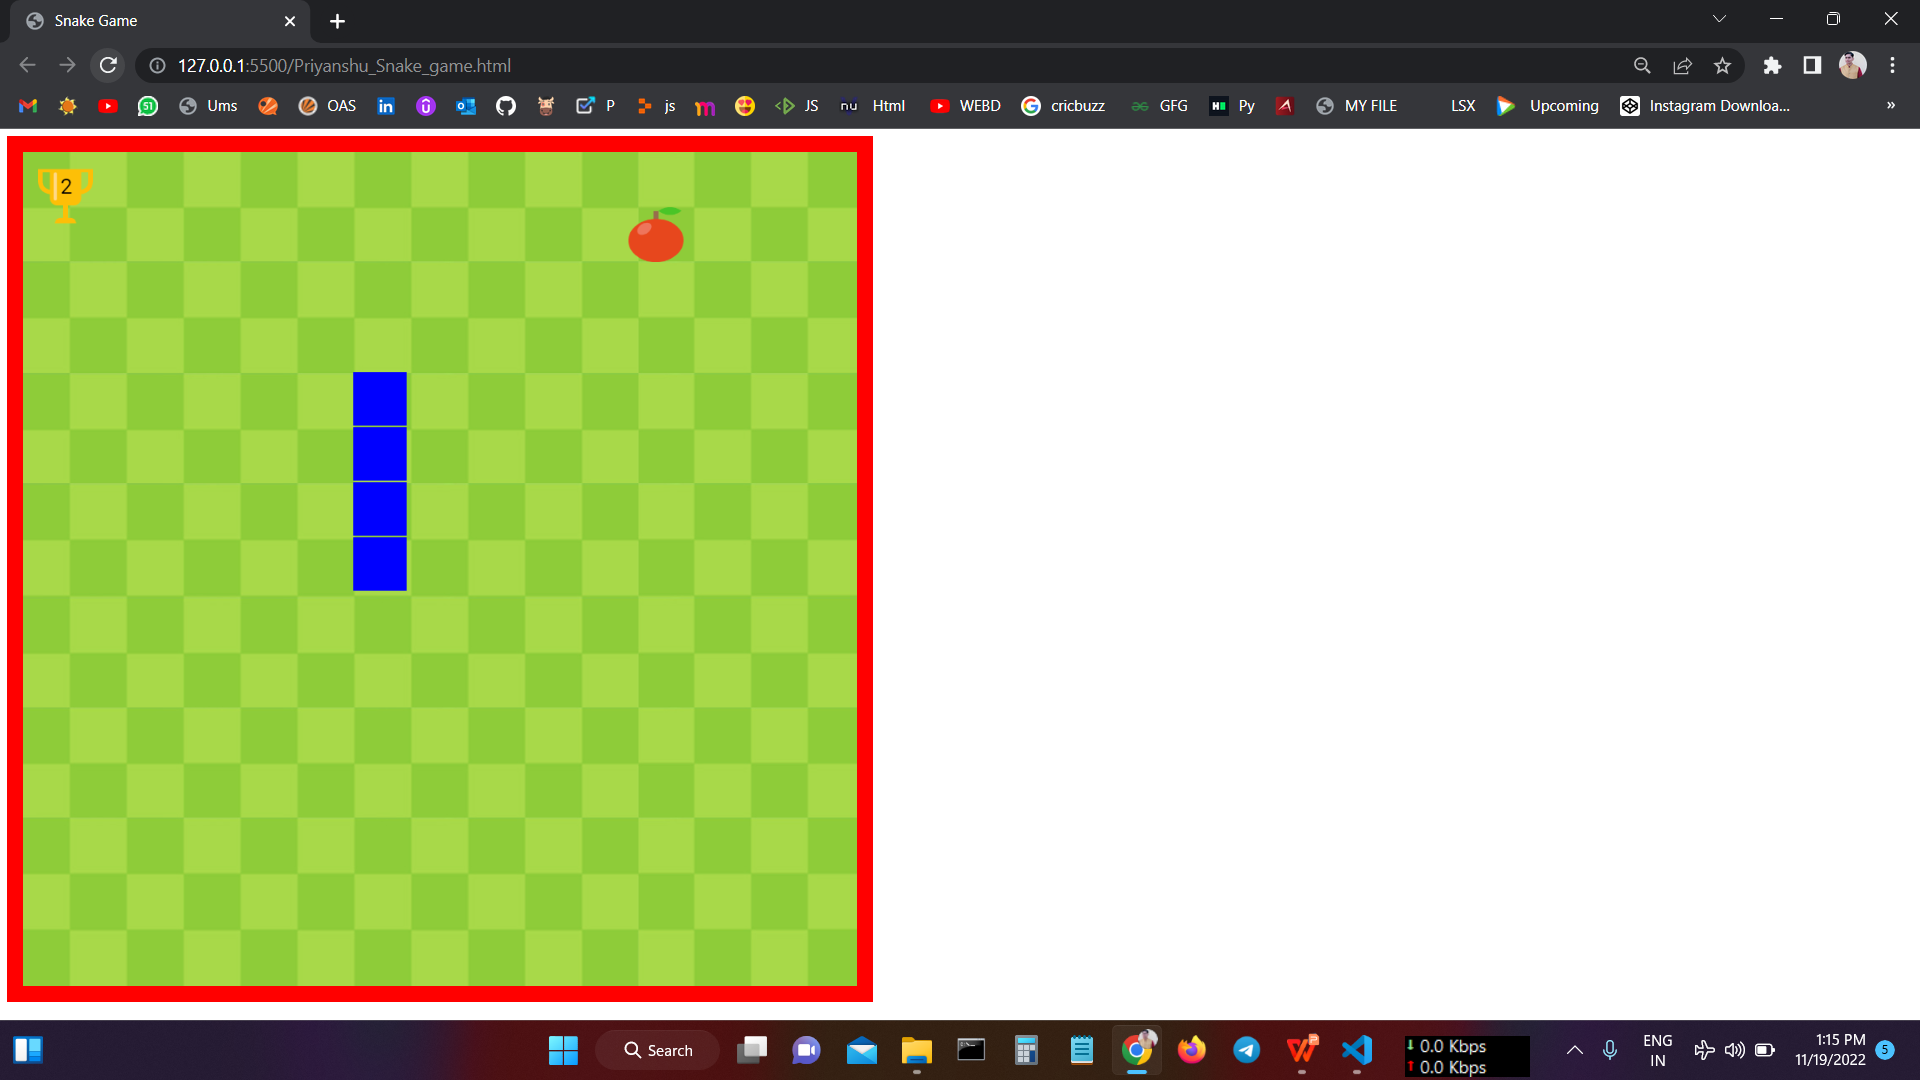 Snake Game
127.0.0.1:5500/Priyanshu_Snake_game.html
51 Ums OAS in P js JS nu Html WEBD cricbuzz GFG Py MY FILE LSX Upcoming Instagram Downloa... »
2
Search
0.0 Kbps
0.0 Kbps
ENG
IN
1:15 PM
11/19/2022
5